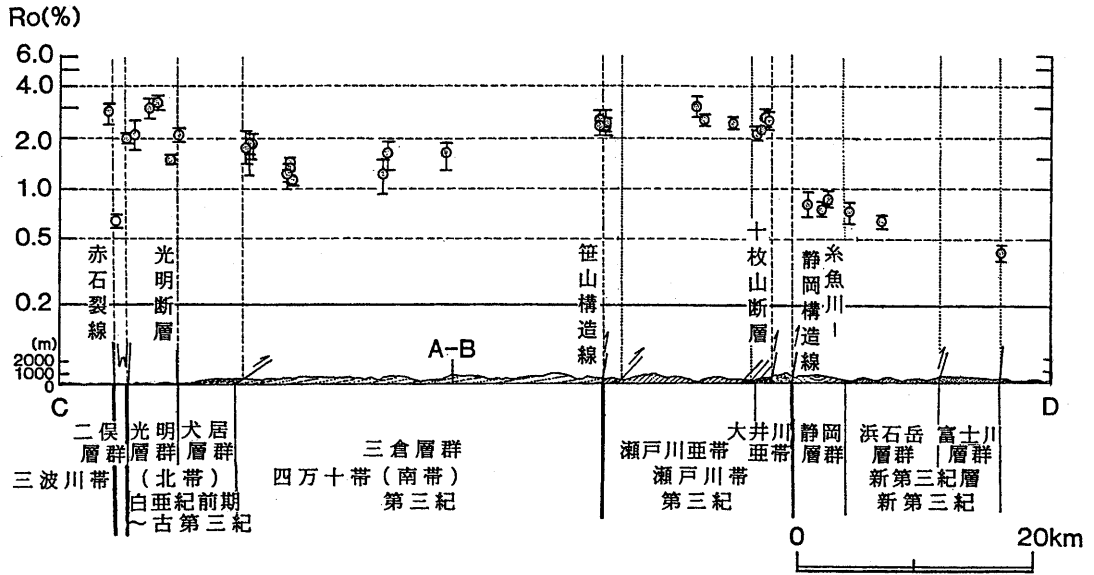 Ro(%)
6.0
4.0
2.0
1.0
0.5
0.2
(m)
2000
1000
0
赤石裂線
光明断層
笹山構造線
十枚山断層
糸魚川ー
静岡構造線
A-B
W
C
D
二俣層群
光明層群
犬居層群
三倉層群
瀬戸川亜帯
大井川亜帯
静岡層群
浜石岳層群
富士川層群
三波川帯
(北帯)
四万十帯(南帯)
瀬戸川帯
新第三紀層
白亜紀前期
～古第三紀
第三紀
第三紀
新第三紀
0
20km